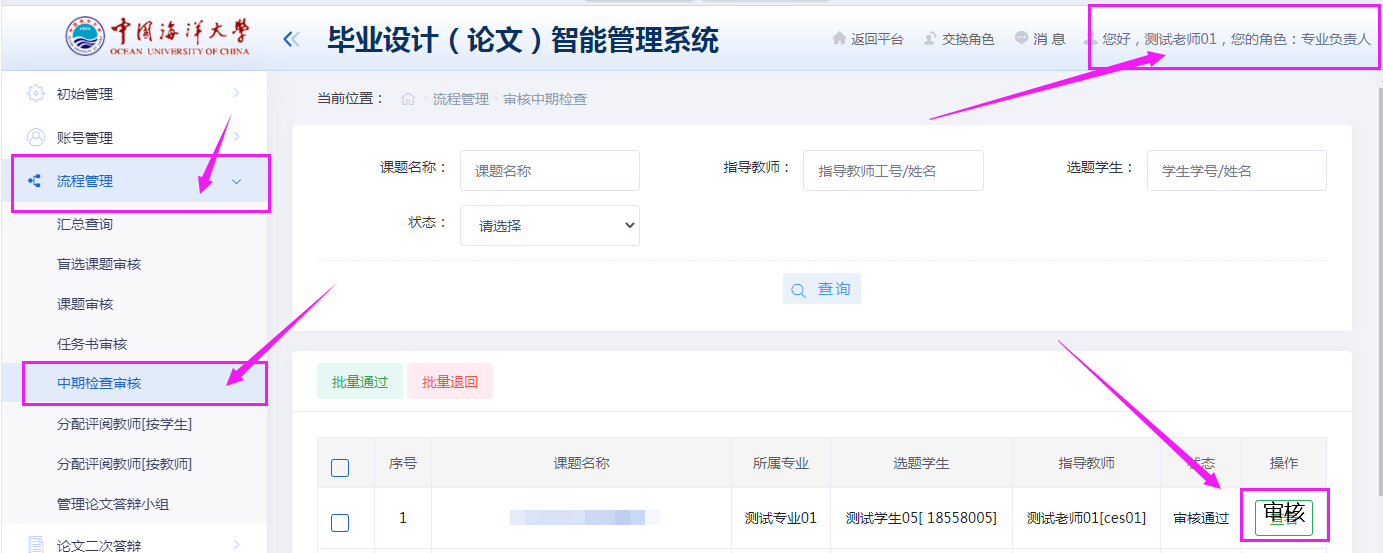 中国海洋大学
OCEAN UNIVERSITY OF CHINA
毕业设计（论文）智能管理系统
返回平台 交换角色 消 息 您好，测试老师01，您的角色：专业负责人
初始管理
账号管理
流程管理
汇总查询
盲选课题审核
课题审核
任务书审核
中期检查审核
分配评阅教师[按学生]
分配评阅教师[按教师]
管理论文答辩小组
论文二次答辩
当前位置： 流程管理 审核中期检查
课题名称： 课题名称 指导教师： 指导教师工号/姓名 选题学生： 学生学号/姓名
状态： 请选择
查询
批量通过 批量退回
序号 课题名称 所属专业 选题学生 指导教师 状态 操作
1 测试专业01 测试学生05[ 18558005] 测试老师01[ces01] 审核通过 审核